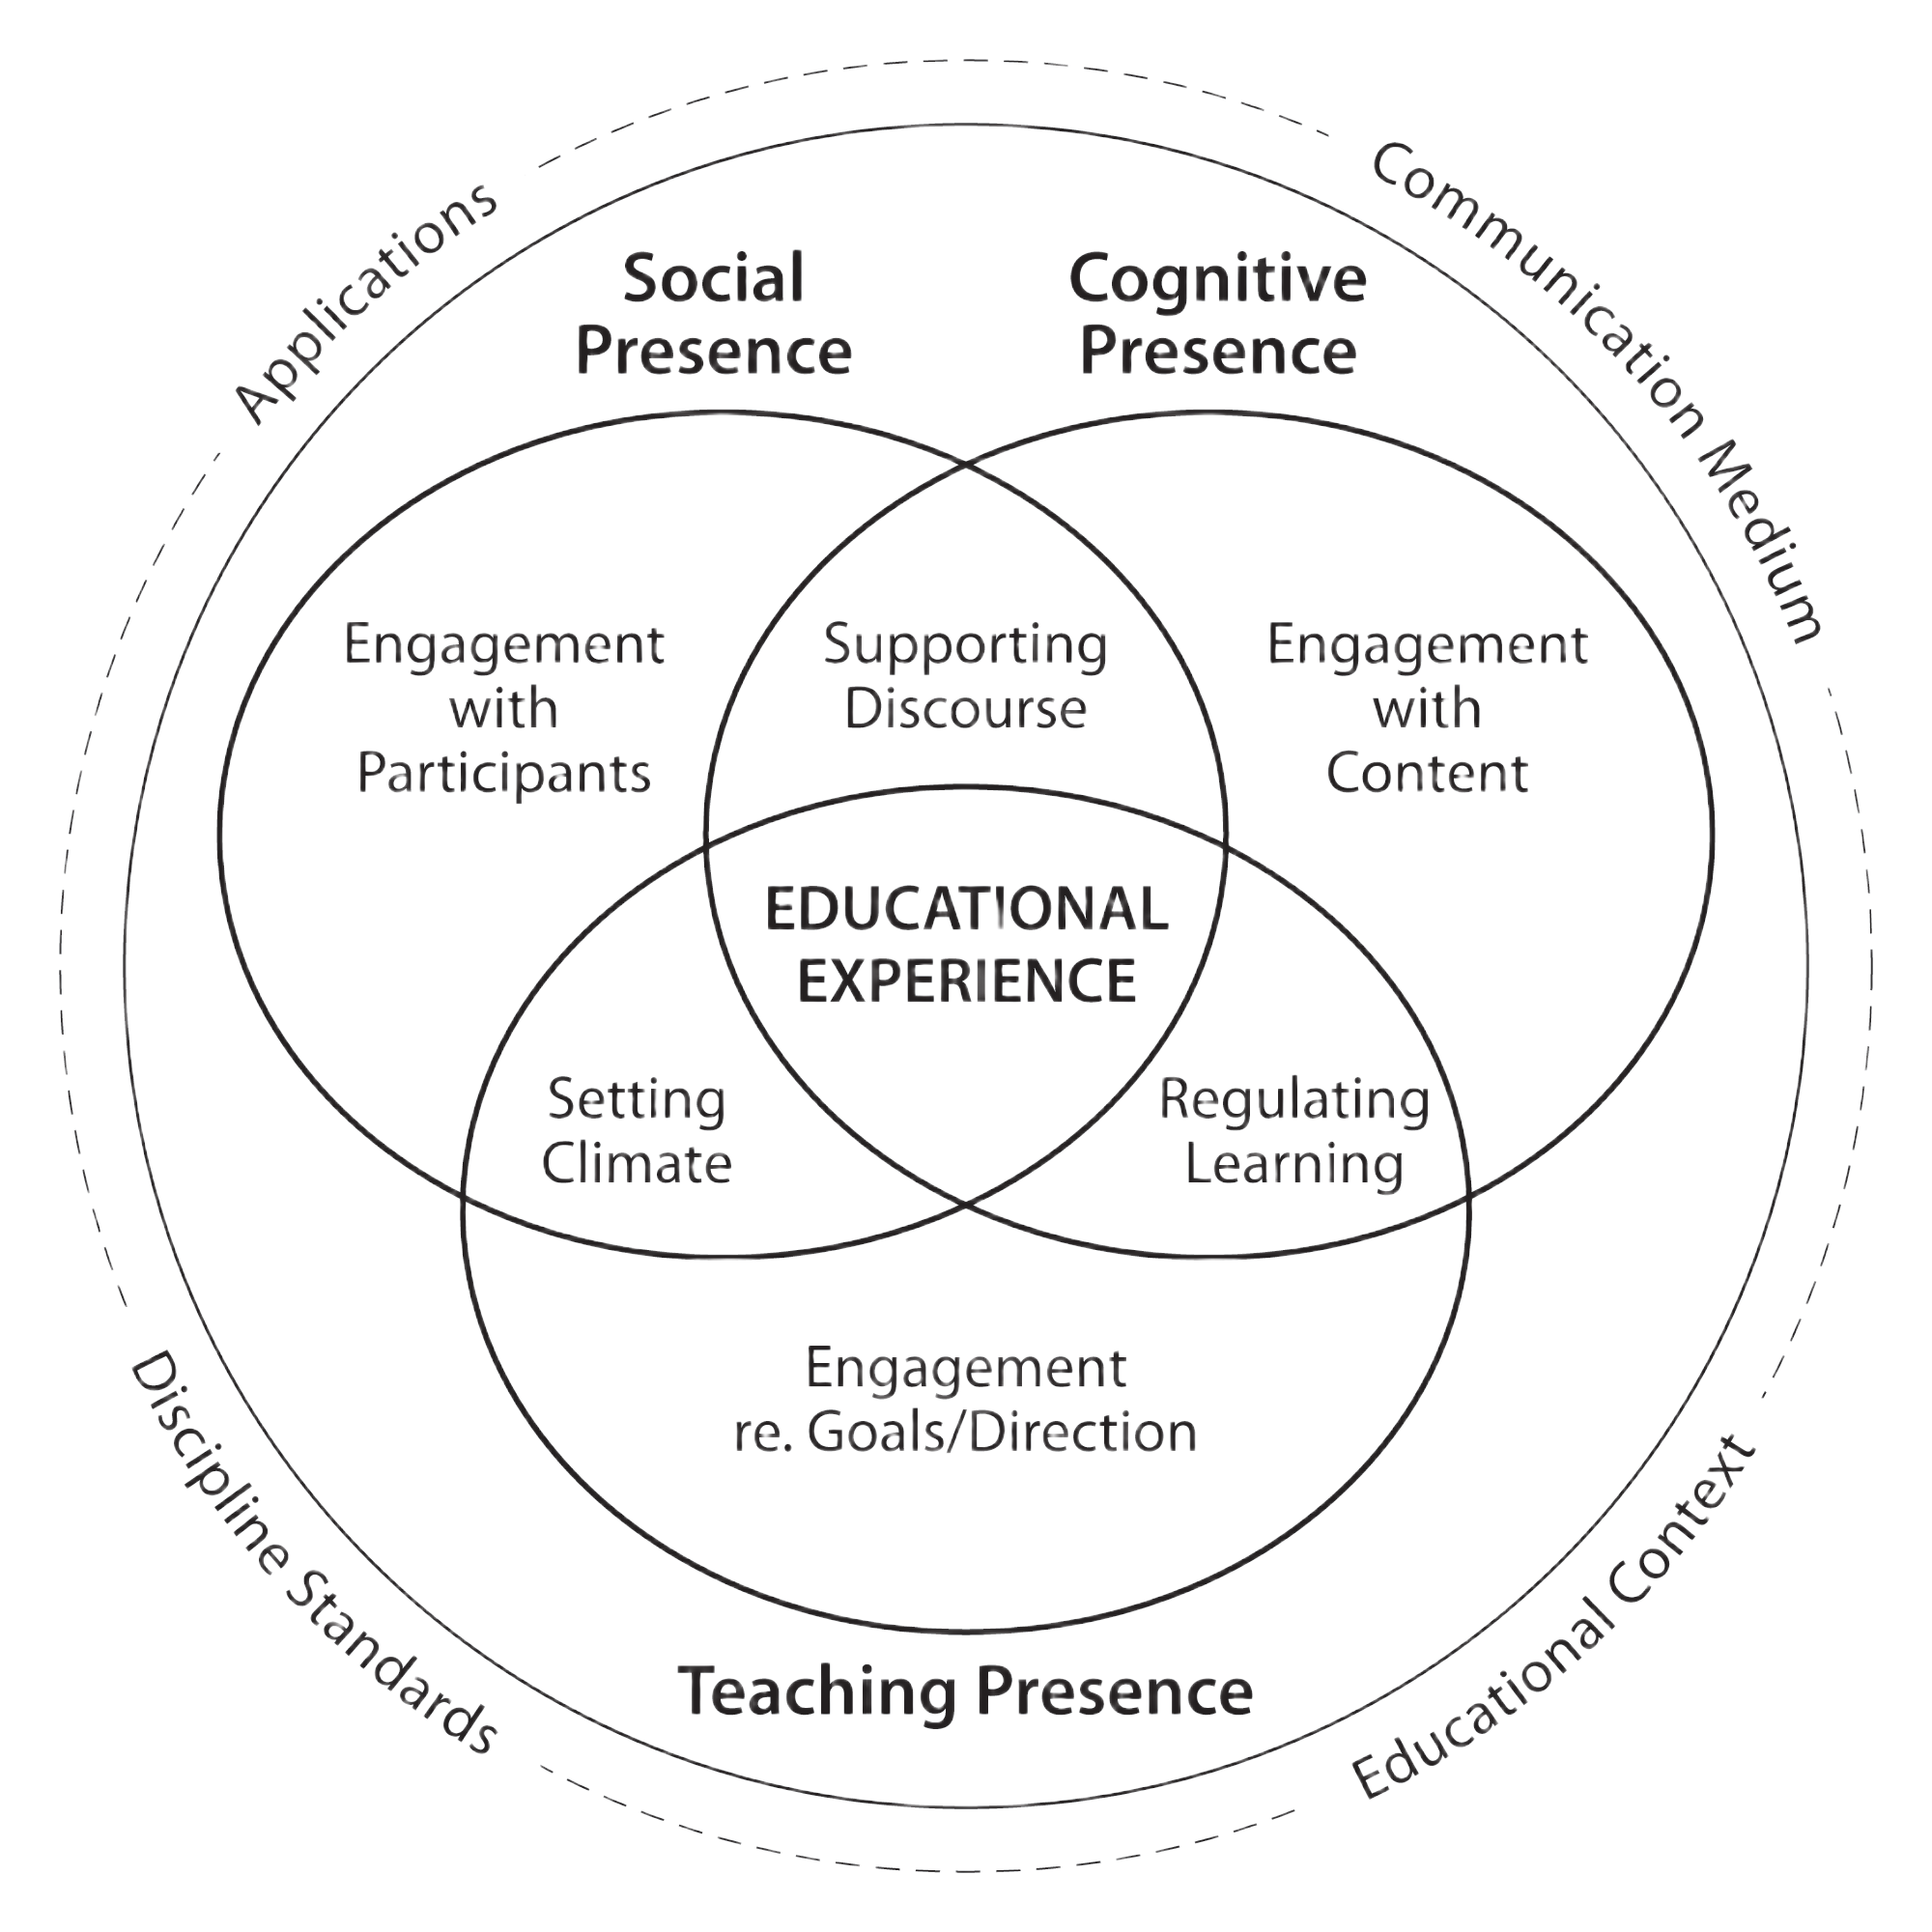 Applications
Communication Medium
Social
Presence
Cognitive
Presence
Engagement
with
Participants
Supporting
Discourse
Engagement
with
Content
EDUCATIONAL
EXPERIENCE
Setting
Climate
Regulating
Learning
Engagement
re. Goals/Direction
Teaching Presence
Discipline Standards
Educational Context